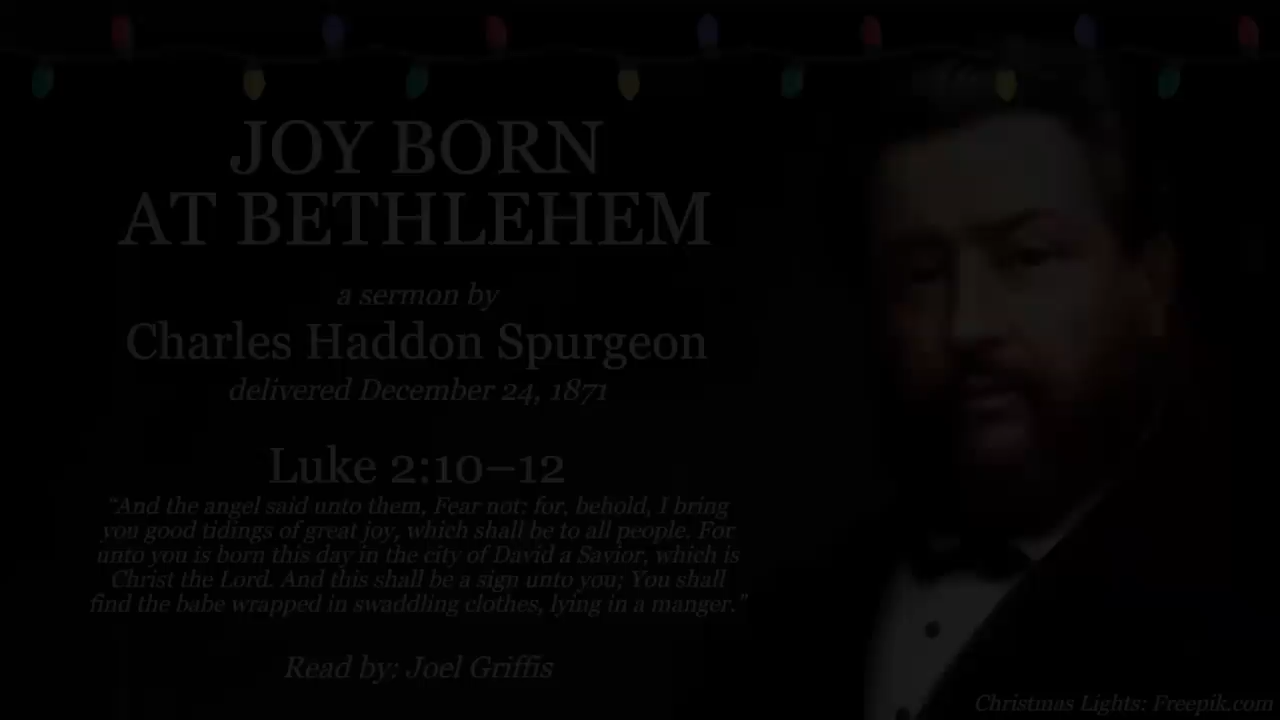 JOY BORN
AT BETHLEHEM
a sermon by
Charles Haddon Spurgeon
delivered December 24, 1871
Luke 2:10–12
“And the angel said unto them, Fear not: for, behold, I bring
you good tidings of great joy, which shall be to all people. For
unto you is born this day in the city of David a Savior, which is
Christ the Lord. And this shall be a sign unto you; You shall
find the babe wrapped in swaddling clothes, lying in a manger.”
Read by: Joel Griffis
Christmas Lights: Freepik.com